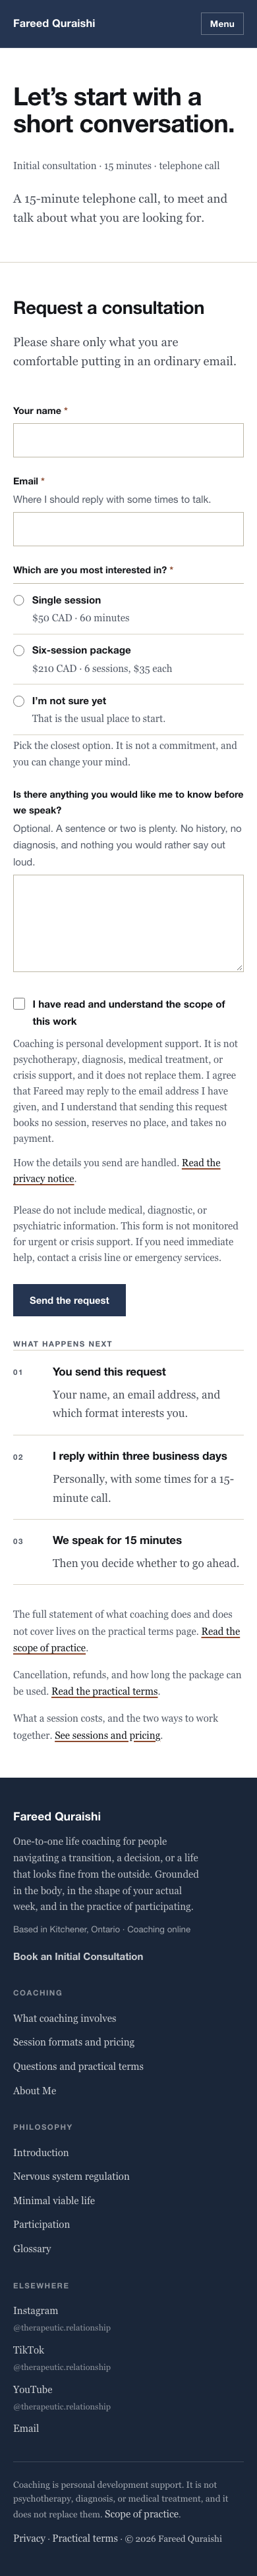 Fareed Quraishi
Menu
Let’s start with a
short conversation.
Initial consultation · 15 minutes · telephone call
A 15-minute telephone call, to meet and
talk about what you are looking for.
Request a consultation
Please share only what you are
comfortable putting in an ordinary email.
Your name *
Email *
Where I should reply with some times to talk.
Which are you most interested in? *
Single session
$50 CAD · 60 minutes
Six-session package
$210 CAD · 6 sessions, $35 each
I’m not sure yet
That is the usual place to start.
Pick the closest option. It is not a commitment, and
you can change your mind.
Is there anything you would like me to know before
we speak?
Optional. A sentence or two is plenty. No history, no
diagnosis, and nothing you would rather say out
loud.
I have read and understand the scope of
this work
Coaching is personal development support. It is not
psychotherapy, diagnosis, medical treatment, or
crisis support, and it does not replace them. I agree
that Fareed may reply to the email address I have
given, and I understand that sending this request
books no session, reserves no place, and takes no
payment.
How the details you send are handled. Read the
privacy notice.
Please do not include medical, diagnostic, or
psychiatric information. This form is not monitored
for urgent or crisis support. If you need immediate
help, contact a crisis line or emergency services.
Send the request
WHAT HAPPENS NEXT
01
You send this request
Your name, an email address, and
which format interests you.
02
I reply within three business days
Personally, with some times for a 15-
minute call.
03
We speak for 15 minutes
Then you decide whether to go ahead.
The full statement of what coaching does and does
not cover lives on the practical terms page. Read the
scope of practice.
Cancellation, refunds, and how long the package can
be used. Read the practical terms.
What a session costs, and the two ways to work
together. See sessions and pricing.
Fareed Quraishi
One-to-one life coaching for people
navigating a transition, a decision, or a life
that looks fine from the outside. Grounded
in the body, in the shape of your actual
week, and in the practice of participating.
Based in Kitchener, Ontario · Coaching online
Book an Initial Consultation
COACHING
What coaching involves
Session formats and pricing
Questions and practical terms
About Me
PHILOSOPHY
Introduction
Nervous system regulation
Minimal viable life
Participation
Glossary
ELSEWHERE
Instagram
@therapeutic.relationship
TikTok
@therapeutic.relationship
YouTube
@therapeutic.relationship
Email
Coaching is personal development support. It is not
psychotherapy, diagnosis, or medical treatment, and it
does not replace them. Scope of practice.
Privacy · Practical terms · © 2026 Fareed Quraishi